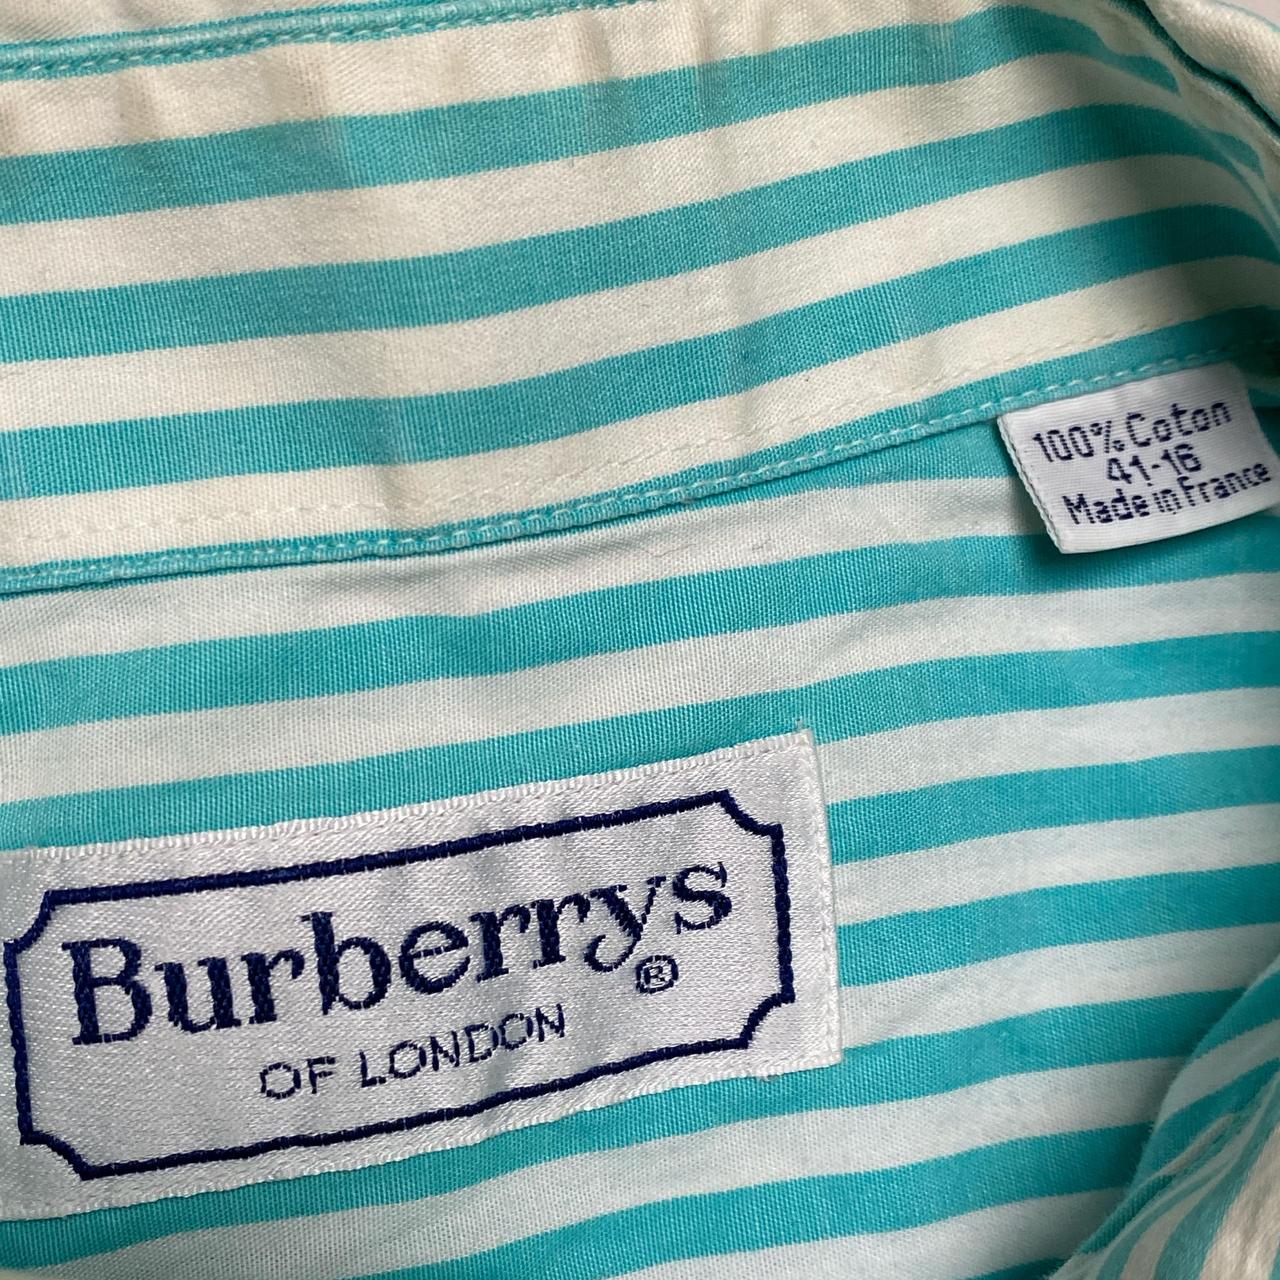 100% Coton
41-16
Made in France
Burberrys
®
OF LONDON